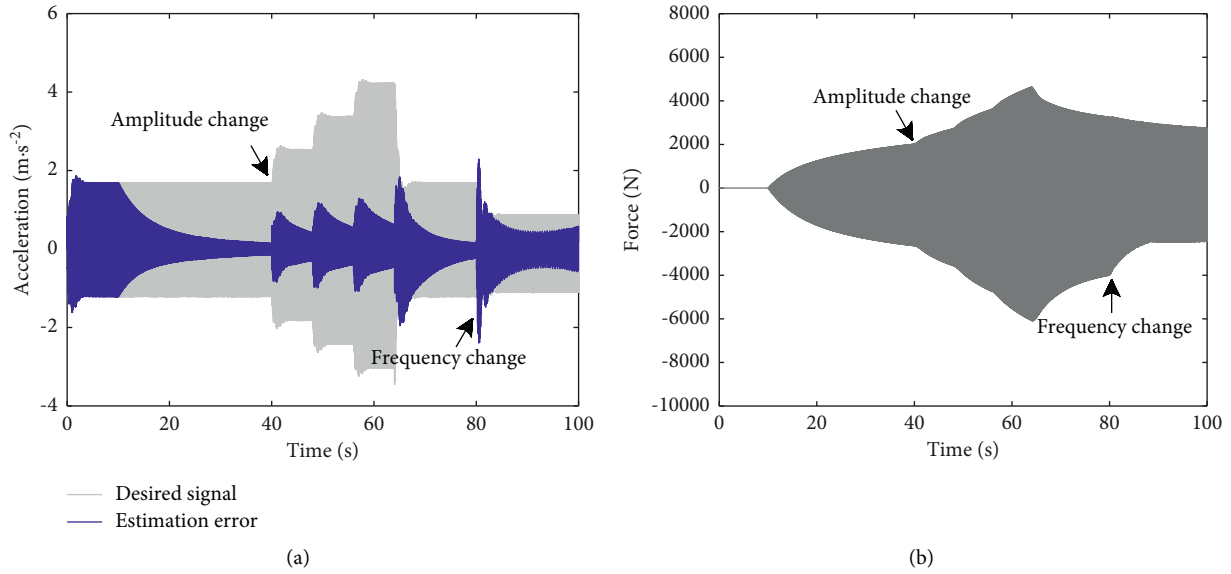 6
4
2
0
-2
-4
Acceleration (m·s⁻²)
Amplitude change
Frequency change
0 20 40 60 80 100
Time (s)
Desired signal
Estimation error
(a)
8000
6000
4000
2000
0
-2000
-4000
-6000
-8000
-10000
Force (N)
Amplitude change
Frequency change
0 20 40 60 80 100
Time (s)
(b)